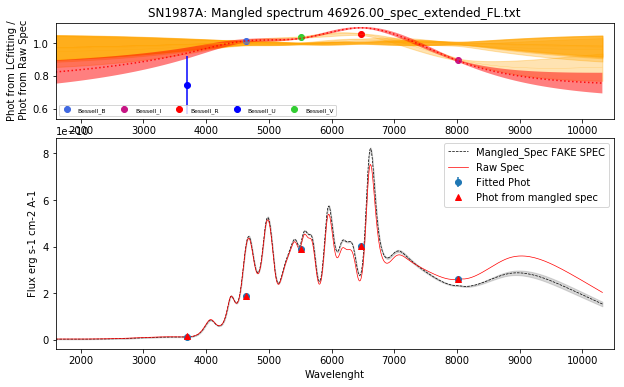 SN1987A: Mangled spectrum 46926.00_spec_extended_FL.txt
Phot from LCfitting /
Phot from Raw Spec
1.0
0.8
0.6
Bessell_B
Bessell_I
Bessell_R
Bessell_U
Bessell_V
2000 3000 4000 5000 6000 7000 8000 9000 10000
1e−10
Flux erg s-1 cm-2 A-1
8
6
4
2
0
Mangled_Spec FAKE SPEC
Raw Spec
Fitted Phot
Phot from mangled spec
2000 3000 4000 5000 6000 7000 8000 9000 10000
Wavelenght